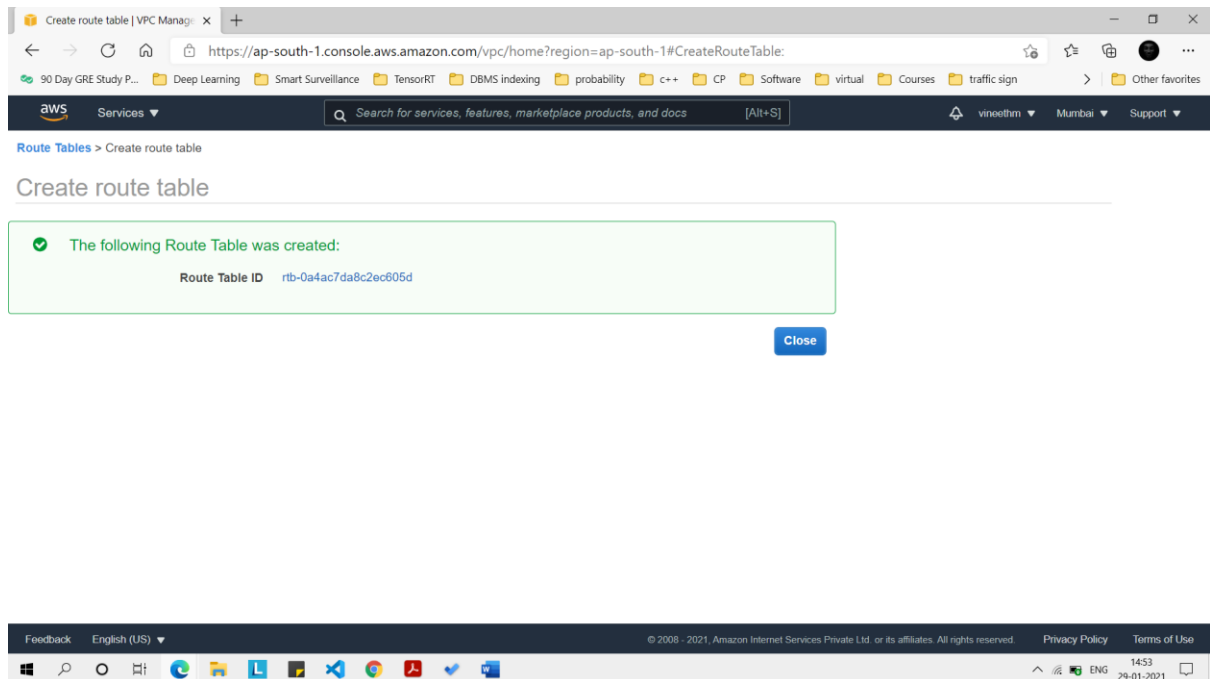 Create route table | VPC Manage
https://ap-south-1.console.aws.amazon.com/vpc/home?region=ap-south-1#CreateRouteTable:
90 Day GRE Study P... Deep Learning Smart Surveillance TensorRT DBMS indexing probability c++ CP Software virtual Courses traffic sign Other favorites
aws Services Search for services, features, marketplace products, and docs [Alt+S] vineethm Mumbai Support
Route Tables > Create route table
Create route table
The following Route Table was created:
Route Table ID rtb-0a4ac7da8c2ec605d
Close
Feedback English (US) © 2008 - 2021, Amazon Internet Services Private Ltd. or its affiliates. All rights reserved. Privacy Policy Terms of Use
L W ENG 14:53
29-01-2021